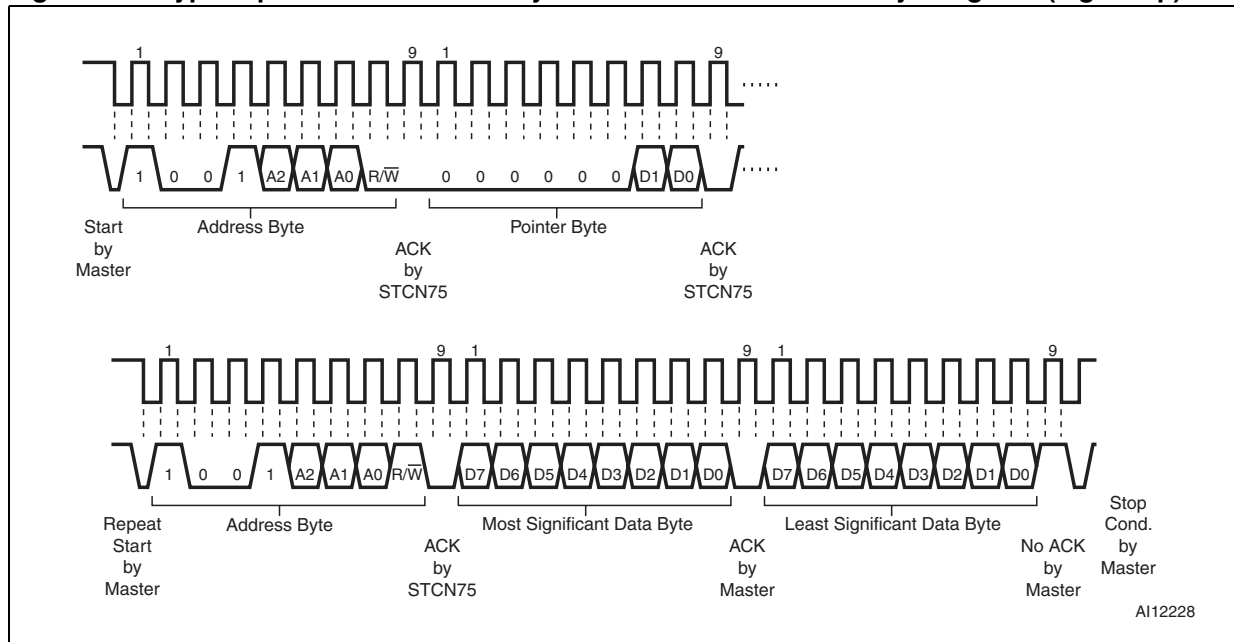 1 9 1 9
1 0 0 1 A2 A1 A0 R/W 0 0 0 0 0 0 D1 D0
Start by Master
Address Byte
ACK by STCN75
Pointer Byte
ACK by STCN75
1 9 1 9 1 9
1 0 0 1 A2 A1 A0 R/W D7 D6 D5 D4 D3 D2 D1 D0 D7 D6 D5 D4 D3 D2 D1 D0
Repeat Start by Master
Address Byte
ACK by STCN75
Most Significant Data Byte
ACK by Master
Least Significant Data Byte
No ACK by Master
Stop Cond. by Master
AI12228